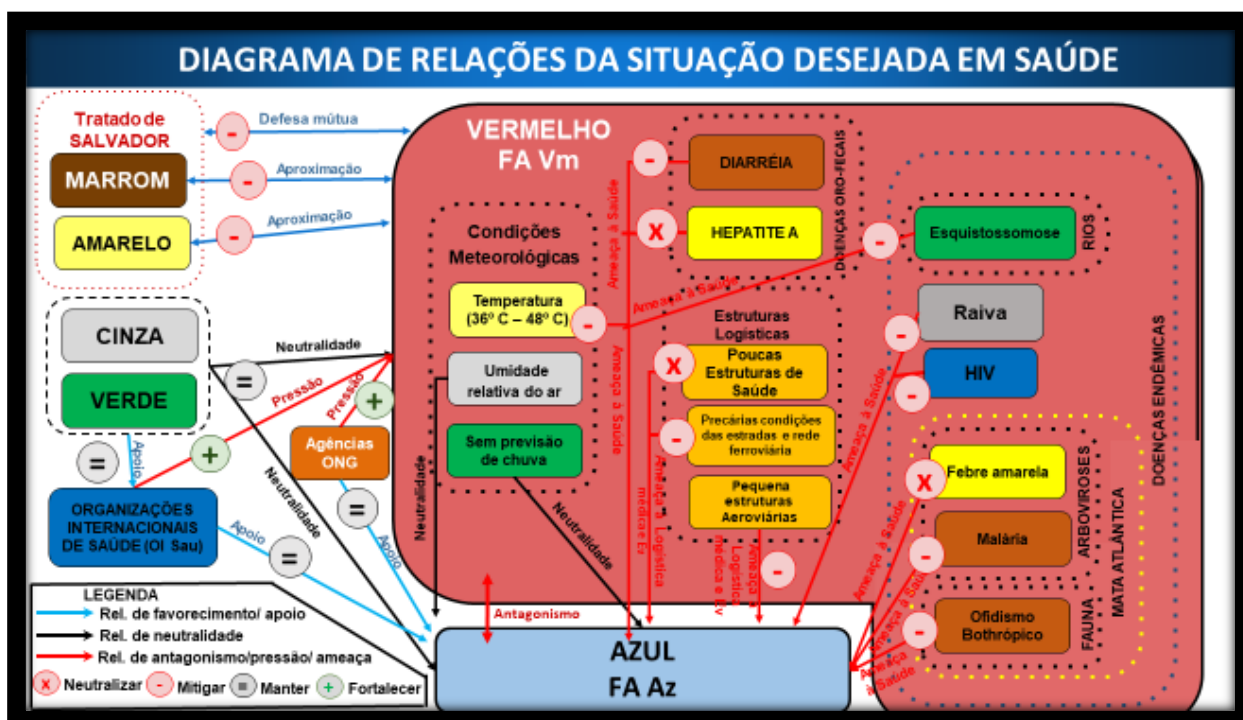 DIAGRAMA DE RELAÇÕES DA SITUAÇÃO DESEJADA EM SAÚDE
Tratado de
SALVADOR
MARROM
AMARELO
Defesa mútua
Aproximação
Aproximação
-
-
-
CINZA
VERDE
Neutralidade
=
Pressão
Pressão
+
+
Apoio
=
Agências
ONG
ORGANIZAÇÕES
INTERNACIONAIS
DE SAÚDE (OI Sau)
Neutralidade
Apoio
=
=
Apoio
VERMELHO
FA Vm
Condições
Meteorológicas
Temperatura
(36º C – 48º C)
-
Umidade
relativa do ar
Sem previsão
de chuva
Neutralidade
Neutralidade
Ameaça à Saúde
Ameaça à Saúde
-
DIARRÉIA
X
HEPATITE A
DOENÇAS ORO-FECAIS
Ameaça à Saúde
-
Esquistossomose
RIOS
Estruturas
Logísticas
X
Poucas
Estruturas de
Saúde
-
Precárias condições
das estradas e rede
ferroviária
Pequena
estruturas
Aeroviárias
Logística
médica e Ev
-
Ameaça à Saúde
-
Raiva
-
HIV
X
Febre amarela
-
Malária
ARBOVIROSES
-
Ofidismo
Bothrópico
FAUNA
MATA ATLÂNTICA
DOENÇAS ENDÊMICAS
Ameaça à Saúde
Ameaça à Saúde
Ameaça
à Saúde
Antagonismo
AZUL
FA Az
LEGENDA
Rel. de favorecimento/ apoio
Rel. de neutralidade
Rel. de antagonismo/pressão/ ameaça
X Neutralizar - Mitigar = Manter + Fortalecer